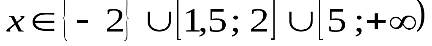 x∈{- 2} ∪[1,5; 2] ∪[5;+∞)